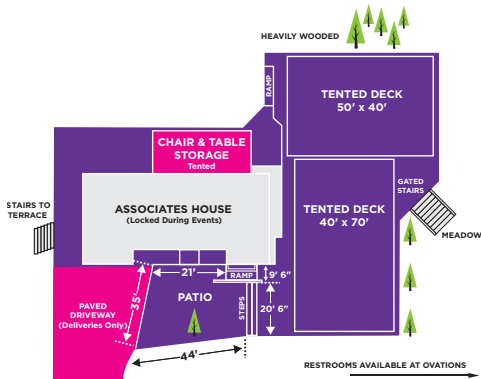 HEAVILY WOODED
RAMP
TENTED DECK
50' x 40'
CHAIR & TABLE
STORAGE
Tented
GATED
STAIRS
STAIRS TO
TERRACE
ASSOCIATES HOUSE
(Locked During Events)
TENTED DECK
40' x 70'
MEADOW
21'
RAMP
9' 6"
35'
PATIO
STEPS
20' 6"
PAVED
DRIVEWAY
(Deliveries Only)
44'
RESTROOMS AVAILABLE AT OVATIONS